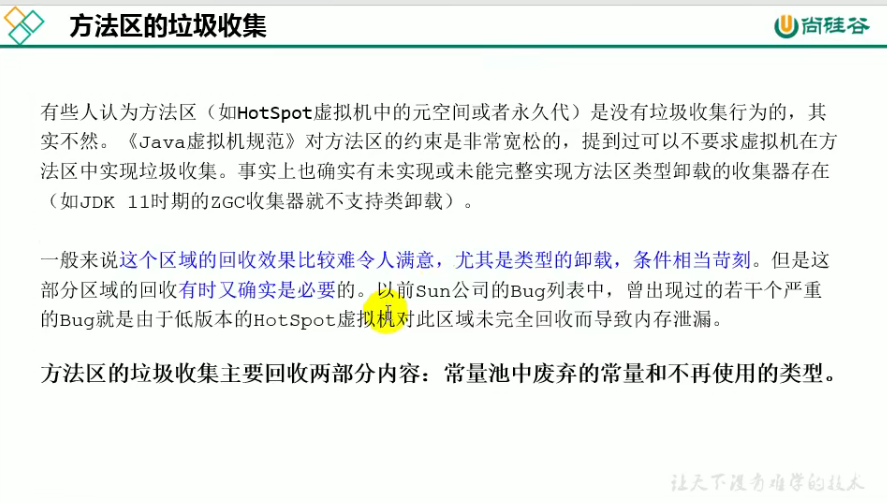 方法区的垃圾收集
尚硅谷
有些人认为方法区（如HotSpot虚拟机中的元空间或者永久代）是没有垃圾收集行为的，其
实不然。《Java虚拟机规范》对方法区的约束是非常宽松的，提到过可以不要求虚拟机在方
法区中实现垃圾收集。事实上也确实有未实现或未能完整实现方法区类型卸载的收集器存在
（如JDK 11时期的ZGC收集器就不支持类卸载）。
一般来说这个区域的回收效果比较难令人满意，尤其是类型的卸载，条件相当苛刻。但是这
部分区域的回收有时又确实是必要的。以前Sun公司的Bug列表中，曾出现过的若干个严重
的Bug就是由于低版本的HotSpot虚拟机对此区域未完全回收而导致内存泄漏。
方法区的垃圾收集主要回收两部分内容：常量池中废弃的常量和不再使用的类型。
让天下没有难学的技术